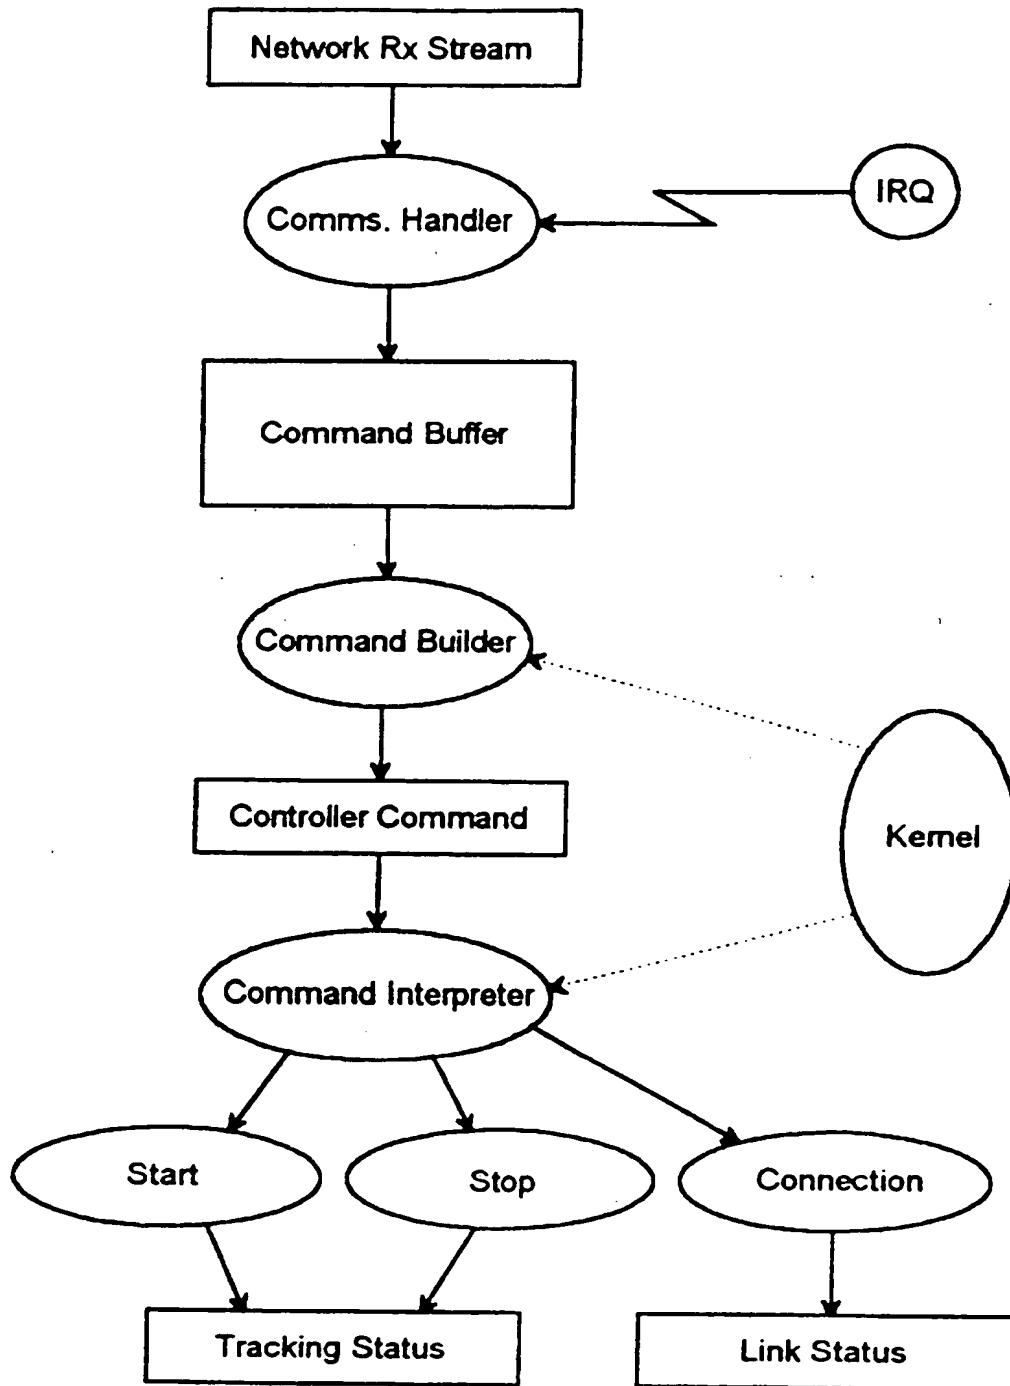 Network Rx Stream
IRQ
Comms. Handler
Command Buffer
Command Builder
Controller Command
Kernel
Command Interpreter
Start
Stop
Connection
Tracking Status
Link Status